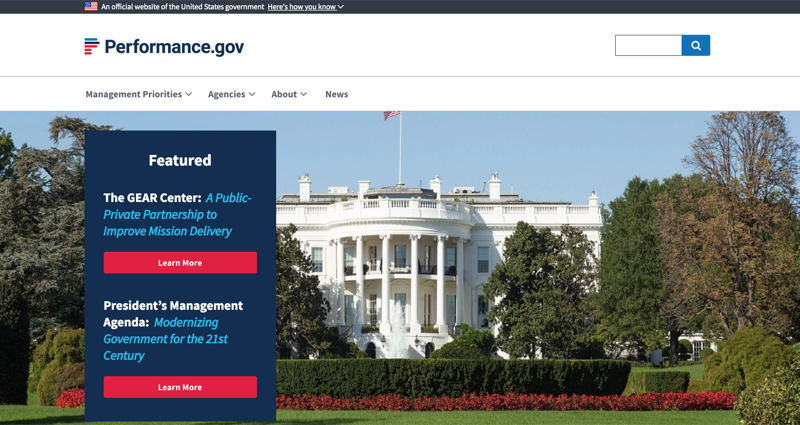 An official website of the United States government Here's how you know
Performance.gov
Management Priorities Agencies About News
Featured
The GEAR Center: A Public-
Private Partnership to
Improve Mission Delivery
Learn More
President's Management
Agenda: Modernizing
Government for the 21st
Century
Learn More